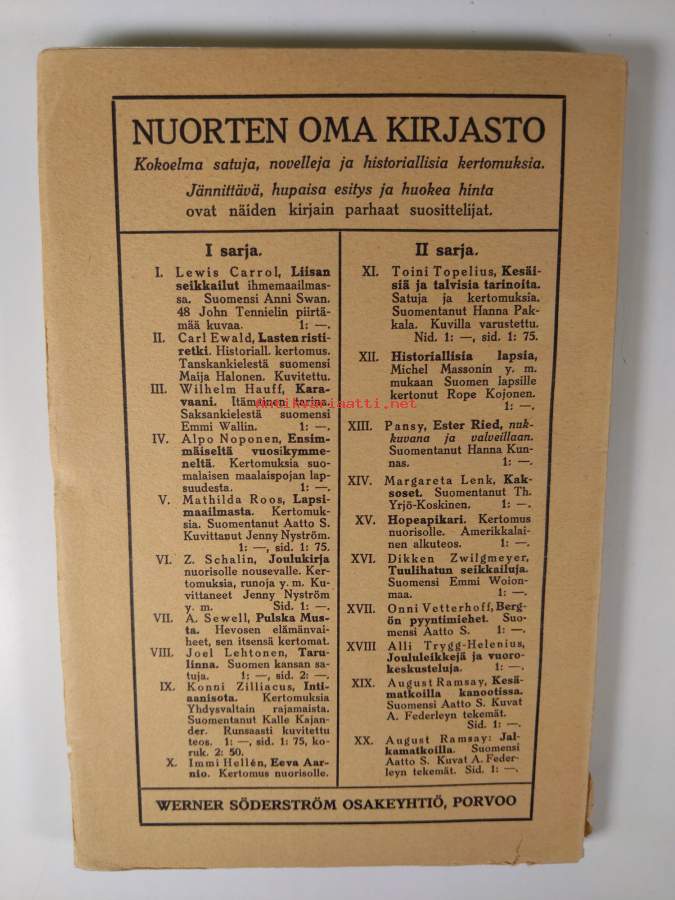 NUORTEN OMA KIRJASTO
Kokoelma satuja, novelleja ja historiallisia kertomuksia.
Jännittävä, hupaisa esitys ja huokea hinta
ovat näiden kirjain parhaat suosittelijat.
I sarja.
I. Lewis Carrol, Liisan
seikkailut ihmemaailmas-
sa. Suomensi Anni Swan.
48 John Tennielin piirtä-
mää kuvaa. 1: —.
II. Carl Ewald, Lasten risti-
retki. Historiall. kertomus.
Tanskankielestä suomensi
Maija Halonen. Kuvitettu.
III. Wilhelm Hauff, Kara-
vaani. Itämainen tarina.
Saksankielestä suomensi
Emmi Wallin. 1: —.
IV. Alpo Noponen, Ensim-
mäiseltä vuosikymme-
neltä. Kertomuksia suo-
malaisen maalaispojan lap-
suudesta. 1: —.
V. Mathilda Roos, Lapsi-
maailmasta. Kertomuk-
sia. Suomentanut Aatto S.
Kuvittanut Jenny Nyström.
1: —, sid. 1: 75.
VI. Z. Schalin, Joulukirja
nuorisolle nousevalle. Ker-
tomuksia, runoja y. m. Ku-
vittaneet Jenny Nyström
y. m. Sid. 1: —.
VII. A. Sewell, Pulska Mus-
ta. Hevosen elämänvai-
heet, sen itsensä kertomat.
VIII. Joel Lehtonen, Taru-
linna. Suomen kansan sa-
tuja. 1: —, sid. 2: —.
IX. Konni Zilliacus, Inti-
aanisota. Kertomuksia
Yhdysvaltain rajamaista.
Suomentanut Kalle Kajan-
der. Runsaasti kuvitettu
teos. 1: —, sid. 1: 75, ko-
ruk. 2: 50.
X. Immi Hellén, Eeva Aar-
nio. Kertomus nuorisolle.
II sarja.
XI. Toini Topelius, Kesäi-
siä ja talvisia tarinoita.
Satuja ja kertomuksia.
Suomentanut Hanna Pak-
kala. Kuvilla varustettu.
Nid. 1: —, sid. 1: 75.
XII. Historiallisia lapsia,
Michel Massonin y. m.
mukaan Suomen lapsille
kertonut Rope Kojonen.
1: —.
XIII. Pansy, Ester Ried, nuk-
kuvana ja valveillaan.
Suomentanut Hanna Kun-
nas. 1: —.
XIV. Margareta Lenk, Kak-
soset. Suomentanut Th.
Yrjö-Koskinen. 1: —.
XV. Hopeapikari. Kertomus
nuorisolle. Amerikkalai-
nen alkuteos. 1: —.
XVI. Dikken Zwilgmeyer,
Tuulihatun seikkailuja.
Suomensi Emmi Woion-
maa. 1: —.
XVII. Onni Vetterhoff, Berg-
ön pyyntimiehet. Suo-
mensi Aatto S. 1: —.
XVIII Alli Trygg-Helenius,
Joululeikkejä ja vuoro-
keskusteluja. 1: —.
XIX. August Ramsay, Kesä-
matkoilla kanootissa.
Suomensi Aatto S. Kuvat
A. Federleyn tekemät.
Sid. 1: —.
XX. August Ramsay: Jal-
kamatkoilla. Suomensi
Aatto S. Kuvat A. Feder-
leyn tekemät. Sid. 1: —.
WERNER SÖDERSTRÖM OSAKEYHTIÖ, PORVOO
Antikvariaatti.net